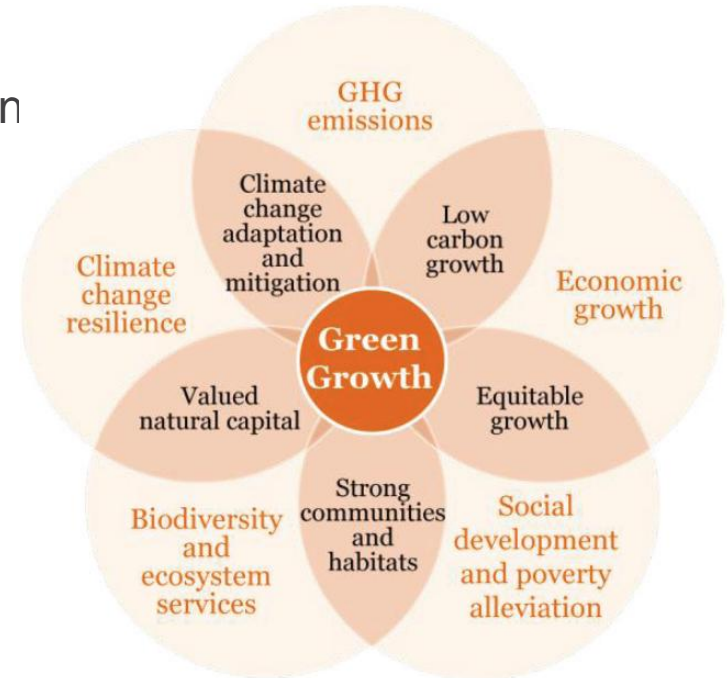 GHG
emissions
Climate
change
adaptation
and
mitigation
Low
carbon
growth
Climate
change
resilience
Economic
growth
Green
Growth
Valued
natural capital
Equitable
growth
Strong
communities
and
habitats
Biodiversity
and
ecosystem
services
Social
development
and poverty
alleviation